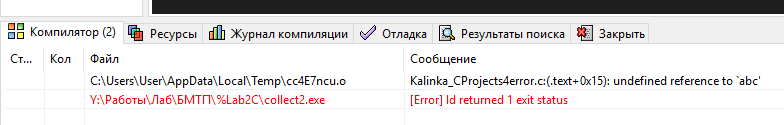 Компилятор (2) Ресурсы Журнал компиляции Отладка Результаты поиска Закрыть
Ст... Кол Файл Сообщение
C:\Users\User\AppData\Local\Temp\cc4E7ncu.o Kalinka_CProjects4error.c:(.text+0x15): undefined reference to `abc'
Y:\Работы\Лаб\БМТП\%Lab2C\collect2.exe [Error] ld returned 1 exit status